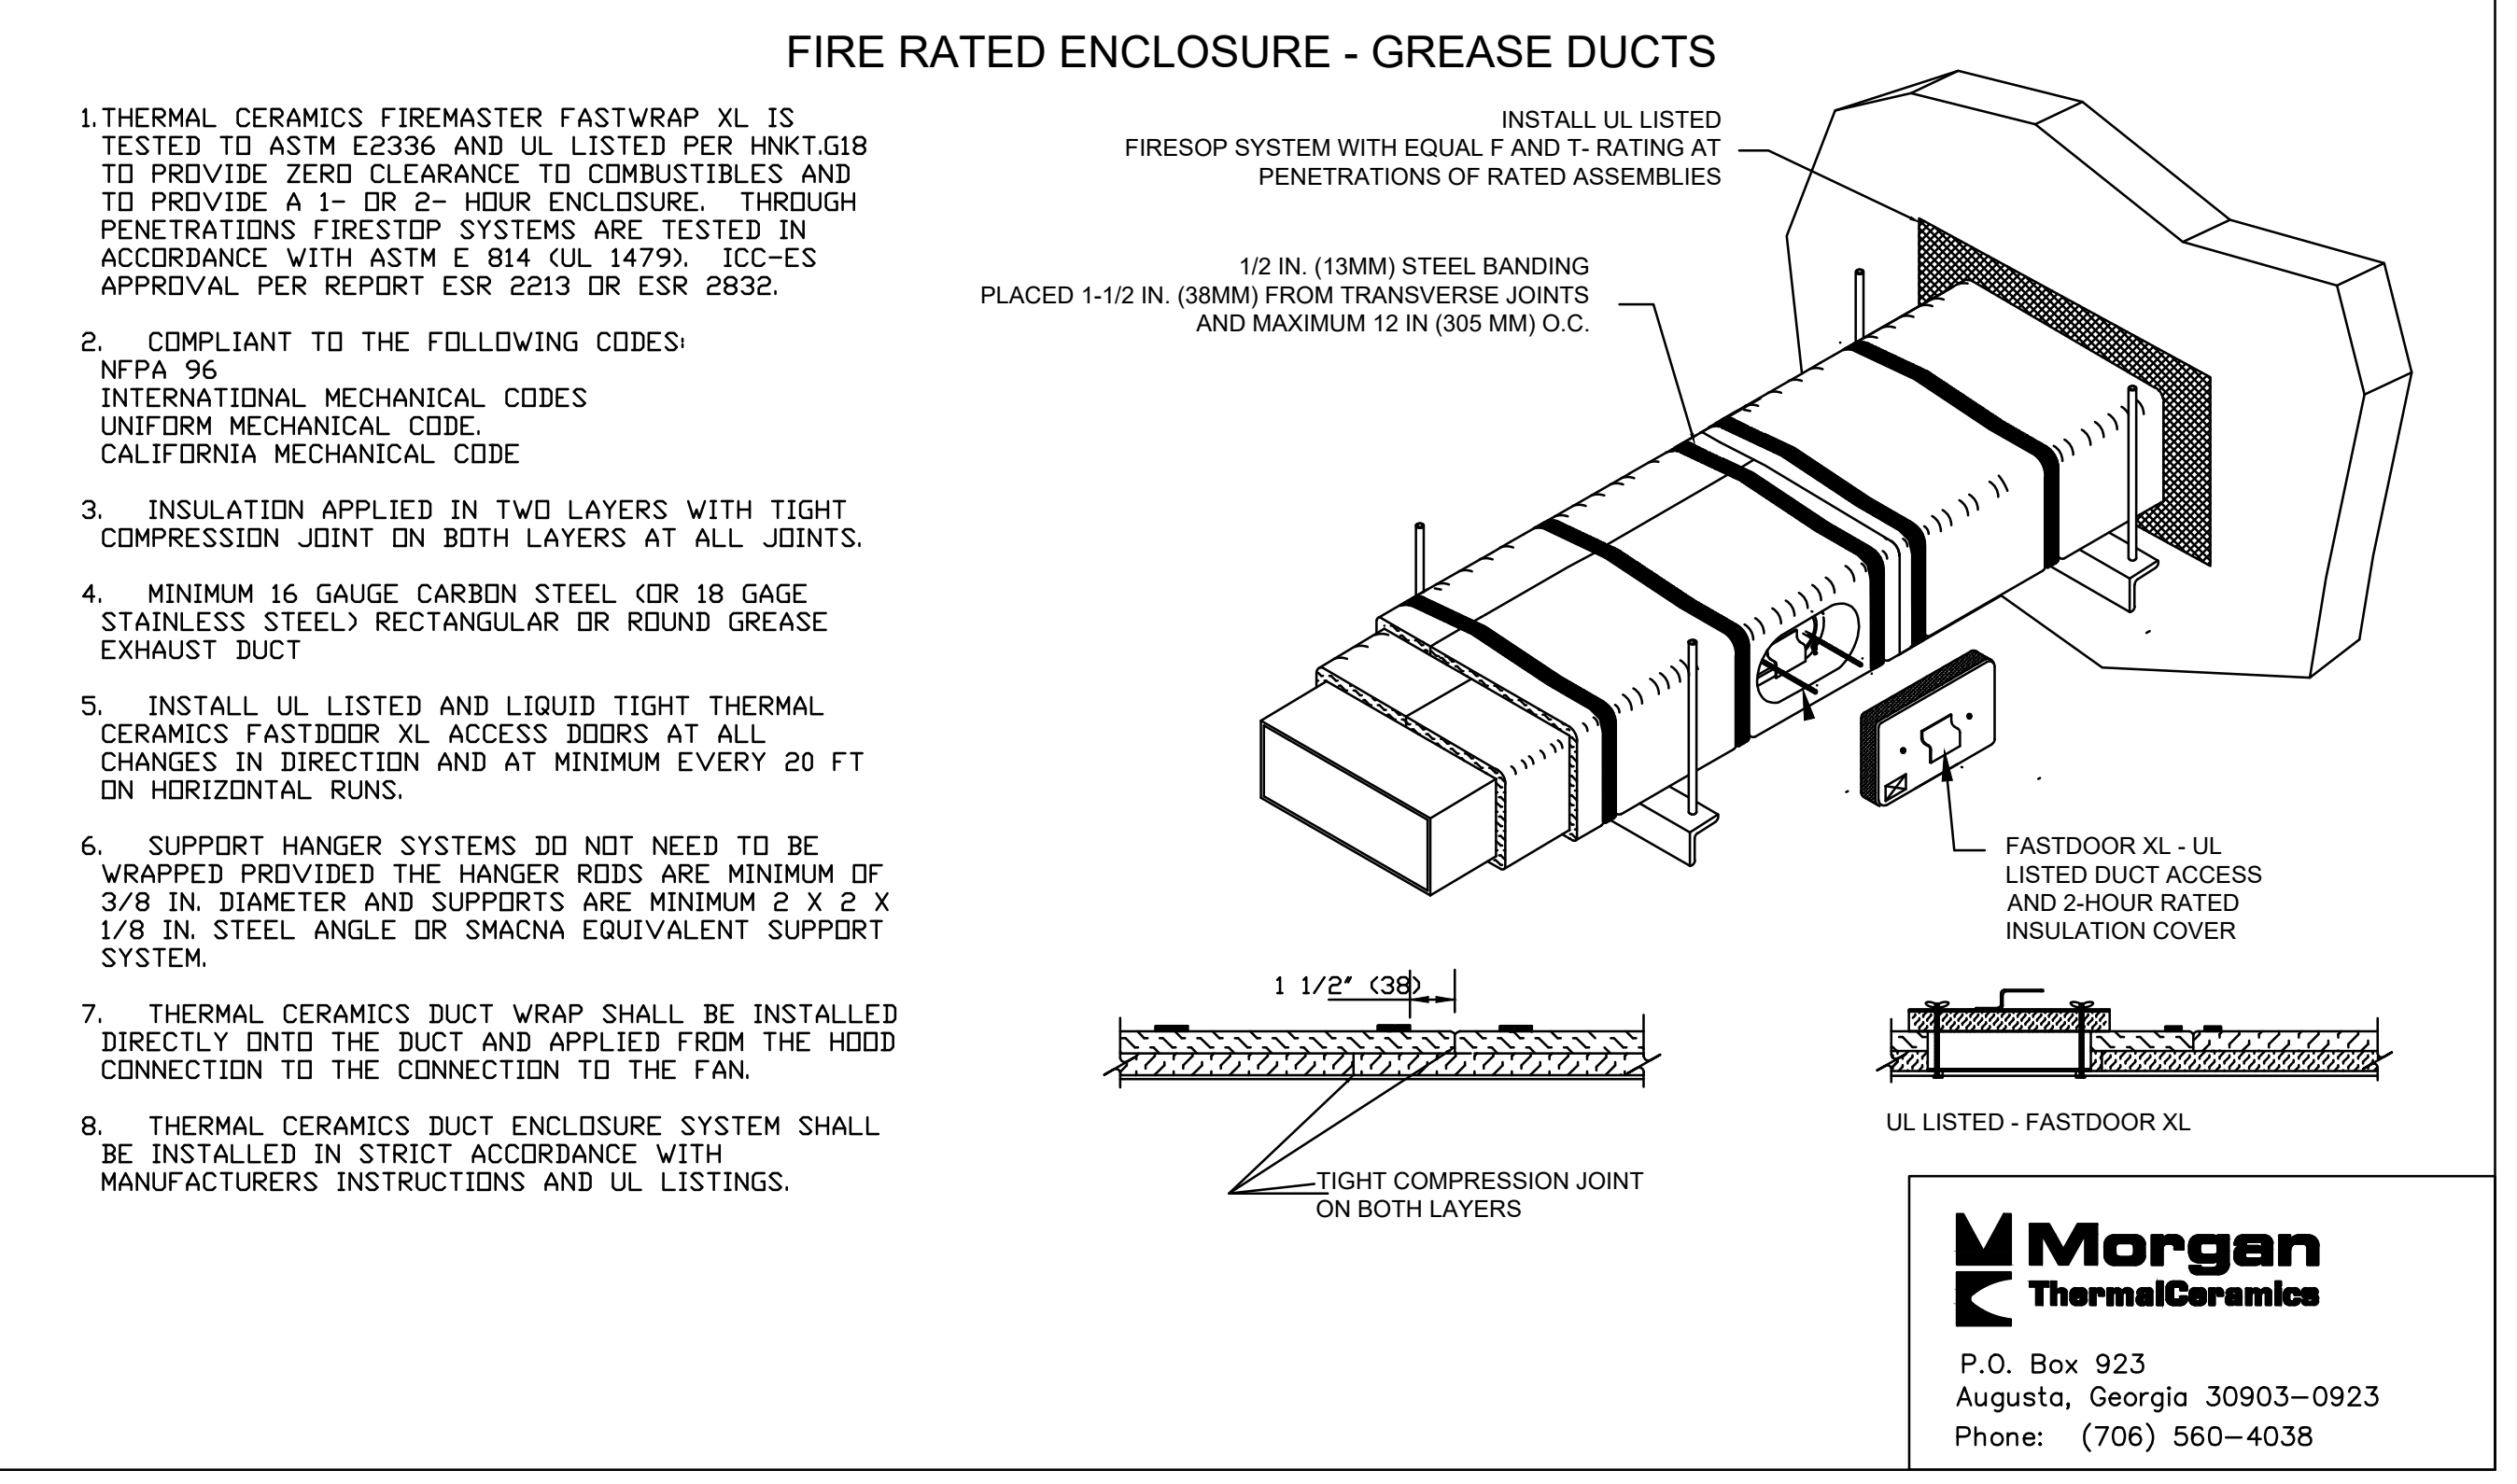 FIRE RATED ENCLOSURE - GREASE DUCTS
1. THERMAL CERAMICS FIREMASTER FASTWRAP XL IS
TESTED TO ASTM E2336 AND UL LISTED PER HNKT.G18
TO PROVIDE ZERO CLEARANCE TO COMBUSTIBLES AND
TO PROVIDE A 1- OR 2- HOUR ENCLOSURE. THROUGH
PENETRATIONS FIRESTOP SYSTEMS ARE TESTED IN
ACCORDANCE WITH ASTM E 814 (UL 1479). ICC-ES
APPROVAL PER REPORT ESR 2213 OR ESR 2832.
2. COMPLIANT TO THE FOLLOWING CODES:
NFPA 96
INTERNATIONAL MECHANICAL CODES
UNIFORM MECHANICAL CODE.
CALIFORNIA MECHANICAL CODE
3. INSULATION APPLIED IN TWO LAYERS WITH TIGHT
COMPRESSION JOINT ON BOTH LAYERS AT ALL JOINTS.
4. MINIMUM 16 GAUGE CARBON STEEL (OR 18 GAGE
STAINLESS STEEL) RECTANGULAR OR ROUND GREASE
EXHAUST DUCT
5. INSTALL UL LISTED AND LIQUID TIGHT THERMAL
CERAMICS FASTDOOR XL ACCESS DOORS AT ALL
CHANGES IN DIRECTION AND AT MINIMUM EVERY 20 FT
ON HORIZONTAL RUNS.
6. SUPPORT HANGER SYSTEMS DO NOT NEED TO BE
WRAPPED PROVIDED THE HANGER RODS ARE MINIMUM OF
3/8 IN. DIAMETER AND SUPPORTS ARE MINIMUM 2 X 2 X
1/8 IN. STEEL ANGLE OR SMACNA EQUIVALENT SUPPORT
SYSTEM.
7. THERMAL CERAMICS DUCT WRAP SHALL BE INSTALLED
DIRECTLY ONTO THE DUCT AND APPLIED FROM THE HOOD
CONNECTION TO THE CONNECTION TO THE FAN.
8. THERMAL CERAMICS DUCT ENCLOSURE SYSTEM SHALL
BE INSTALLED IN STRICT ACCORDANCE WITH
MANUFACTURERS INSTRUCTIONS AND UL LISTINGS.
INSTALL UL LISTED
FIRESOP SYSTEM WITH EQUAL F AND T- RATING AT
PENETRATIONS OF RATED ASSEMBLIES
1/2 IN. (13MM) STEEL BANDING
PLACED 1-1/2 IN. (38MM) FROM TRANSVERSE JOINTS
AND MAXIMUM 12 IN (305 MM) O.C.
FASTDOOR XL - UL
LISTED DUCT ACCESS
AND 2-HOUR RATED
INSULATION COVER
1 1/2" (38)
TIGHT COMPRESSION JOINT
ON BOTH LAYERS
UL LISTED - FASTDOOR XL
Morgan
ThermalCeramics
P.O. Box 923
Augusta, Georgia 30903-0923
Phone: (706) 560-4038